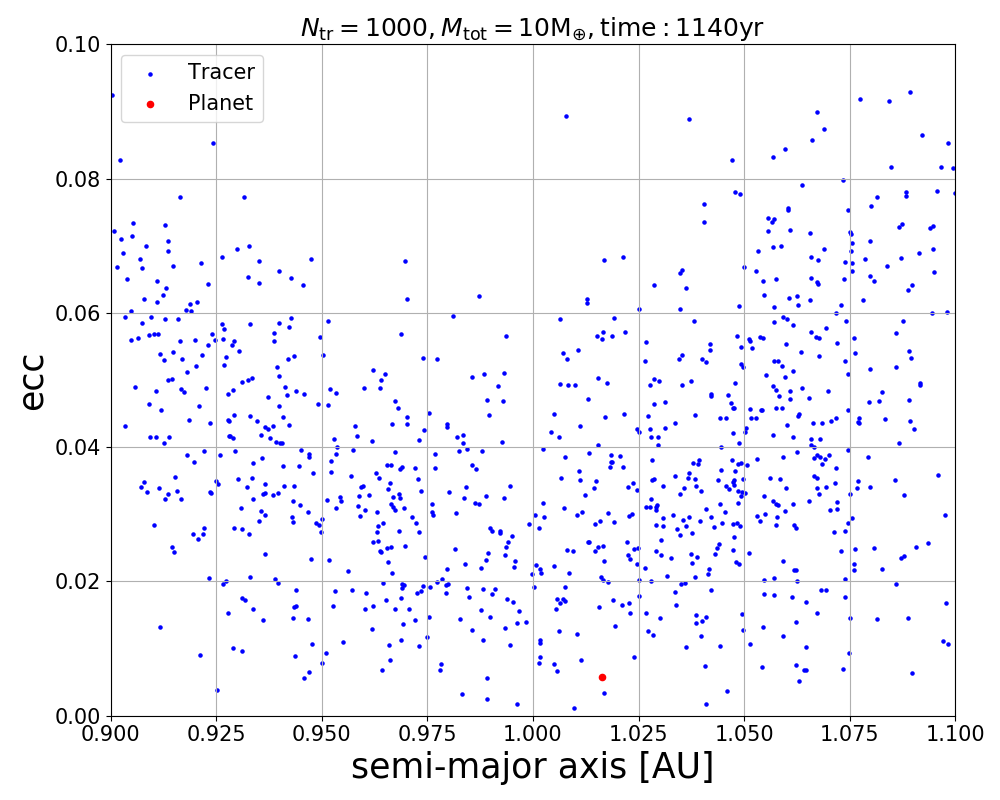 N_tr = 1000, M_tot = 10M_⊕, time : 1140yr
0.10
0.08
0.06
0.04
0.02
0.00
ecc
Tracer
Planet
0.900 0.925 0.950 0.975 1.000 1.025 1.050 1.075 1.100
semi-major axis [AU]